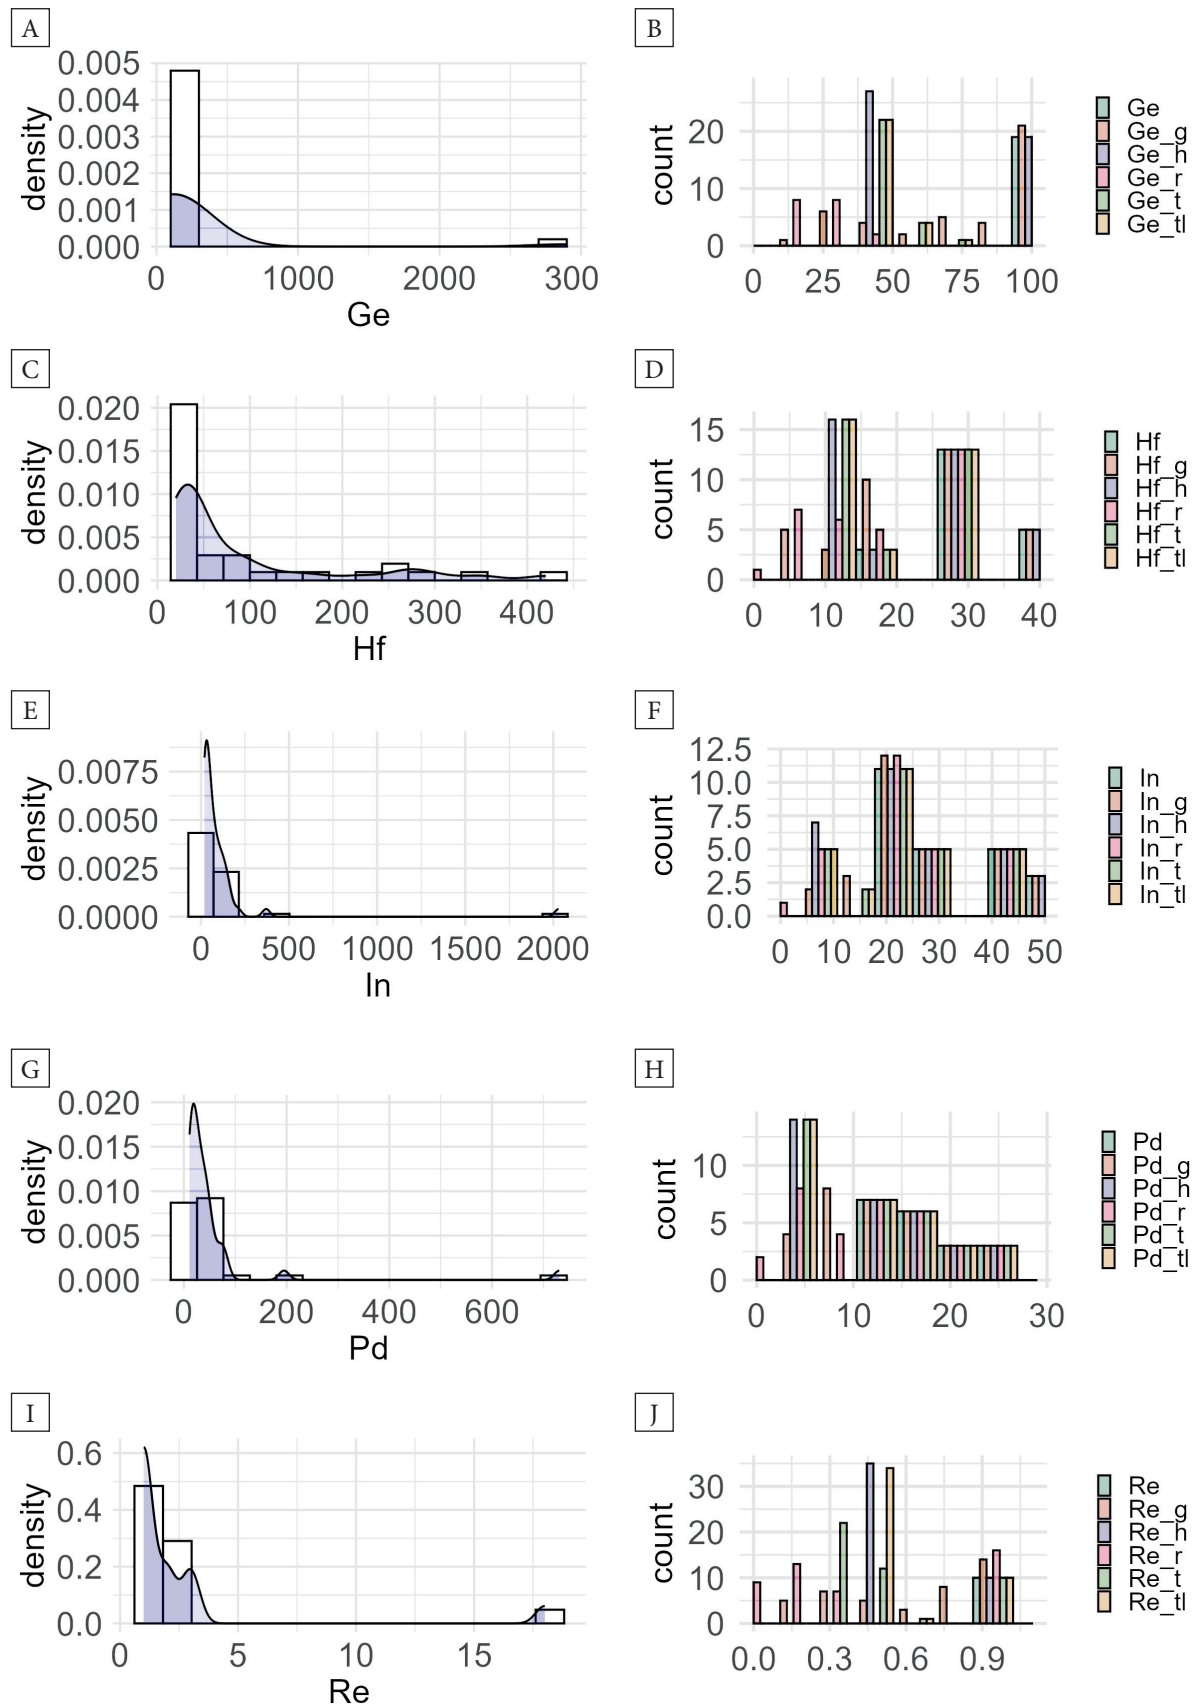 A
0.005
0.004
0.003
0.002
0.001
0.000
density
0 1000 2000 300
Ge
B
20
10
0
count
0 25 50 75 100
Ge
Ge_g
Ge_h
Ge_r
Ge_t
Ge_tl
C
0.020
0.015
0.010
0.005
0.000
density
0 100 200 300 400
Hf
D
15
10
5
0
count
0 10 20 30 40
Hf
Hf_g
Hf_h
Hf_r
Hf_t
Hf_tl
E
0.0075
0.0050
0.0025
0.0000
density
0 500 1000 1500 2000
In
F
12.5
10.0
7.5
5.0
2.5
0.0
count
0 10 20 30 40 50
In
In_g
In_h
In_r
In_t
In_tl
G
0.020
0.015
0.010
0.005
0.000
density
0 200 400 600
Pd
H
10
5
0
count
0 10 20 30
Pd
Pd_g
Pd_h
Pd_r
Pd_t
Pd_tl
I
0.6
0.4
0.2
0.0
density
0 5 10 15
Re
J
30
20
10
0
count
0.0 0.3 0.6 0.9
Re
Re_g
Re_h
Re_r
Re_t
Re_tl